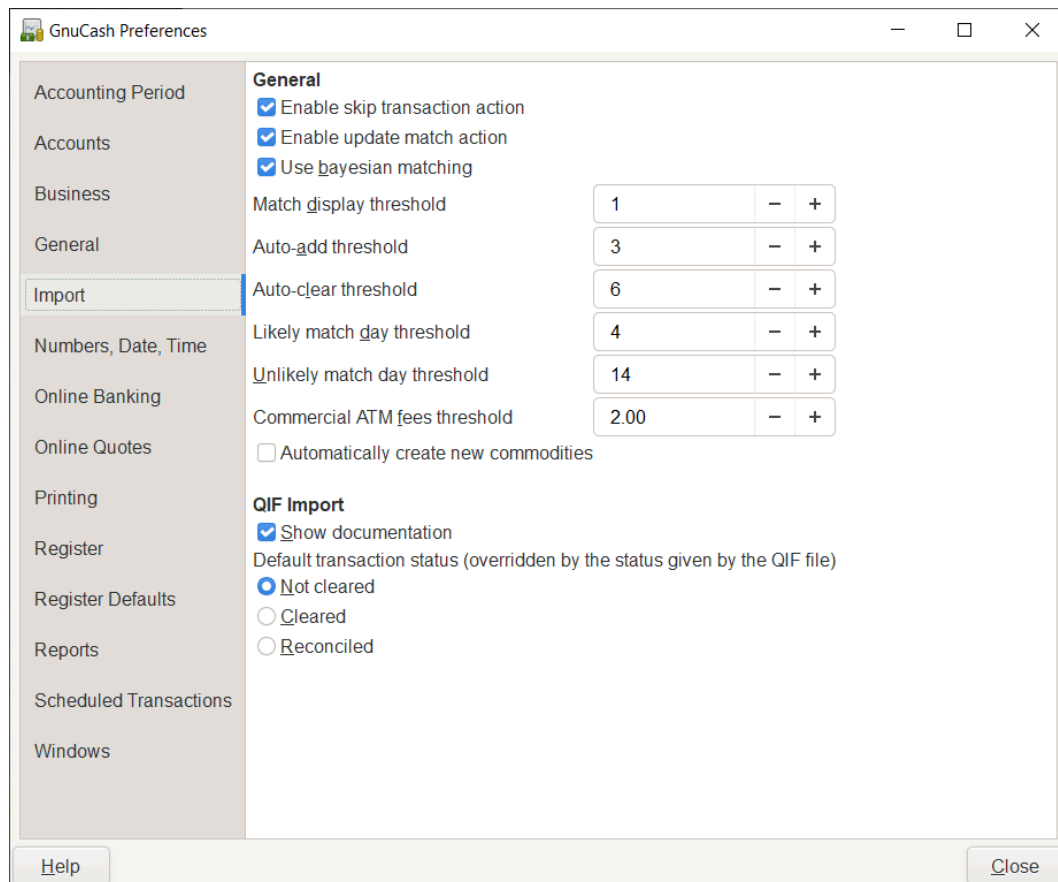 GnuCash Preferences
Accounting Period
Accounts
Business
General
Import
Numbers, Date, Time
Online Banking
Online Quotes
Printing
Register
Register Defaults
Reports
Scheduled Transactions
Windows
General
Enable skip transaction action
Enable update match action
Use bayesian matching
Match display threshold 1
Auto-add threshold 3
Auto-clear threshold 6
Likely match day threshold 4
Unlikely match day threshold 14
Commercial ATM fees threshold 2.00
Automatically create new commodities
QIF Import
Show documentation
Default transaction status (overridden by the status given by the QIF file)
Not cleared
Cleared
Reconciled
Help
Close